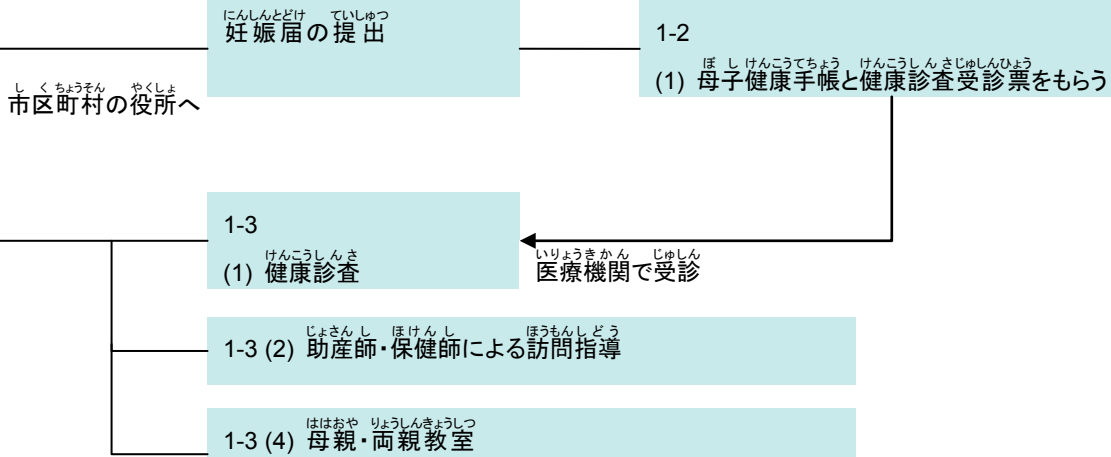 にんしんとどけ ていしゅつ
妊娠届の提出
1-2
ぼしけんこうてちょう けんこうしんさじゅしんひょう
(1) 母子健康手帳と健康診査受診票をもらう
しくちょうそん やくしょ
市区町村の役所へ
1-3
けんこうしんさ
(1) 健康診査
いりょうきかん じゅしん
医療機関で受診
じょさんし ほけんし ほうもんしどう
1-3 (2) 助産師・保健師による訪問指導
ははおや りょうしんきょうしつ
1-3 (4) 母親・両親教室